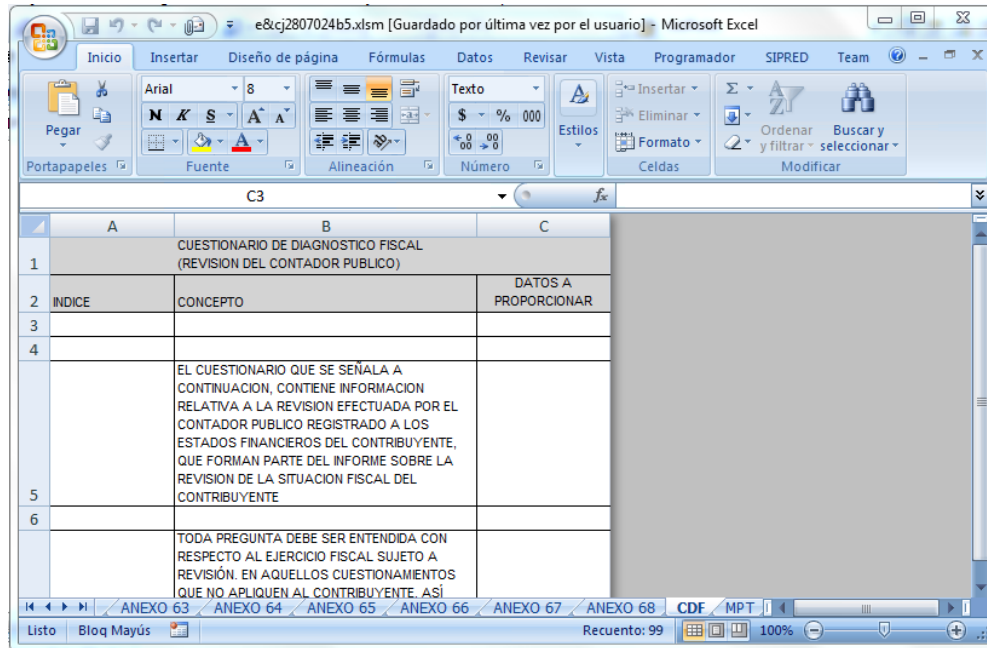 e&cj2807024b5.xlsm [Guardado por última vez por el usuario] - Microsoft Excel
Inicio Insertar Diseño de página Fórmulas Datos Revisar Vista Programador SIPRED Team
Pegar
Portapapeles
Arial 8
N K S A A
A
Fuente
Alineación
Texto
$ % 000
Número
Estilos
Insertar
Eliminar
Formato
Celdas
Σ
Ordenar y filtrar
Buscar y seleccionar
Modificar
C3 fx
A B C
1 CUESTIONARIO DE DIAGNOSTICO FISCAL
(REVISION DEL CONTADOR PUBLICO)
2 INDICE CONCEPTO DATOS A
PROPORCIONAR
3
4
EL CUESTIONARIO QUE SE SEÑALA A
CONTINUACION, CONTIENE INFORMACION
RELATIVA A LA REVISION EFECTUADA POR EL
CONTADOR PUBLICO REGISTRADO A LOS
ESTADOS FINANCIEROS DEL CONTRIBUYENTE,
QUE FORMAN PARTE DEL INFORME SOBRE LA
REVISION DE LA SITUACION FISCAL DEL
5 CONTRIBUYENTE
6
TODA PREGUNTA DEBE SER ENTENDIDA CON
RESPECTO AL EJERCICIO FISCAL SUJETO A
REVISIÓN. EN AQUELLOS CUESTIONAMIENTOS
QUE NO APLIQUEN AL CONTRIBUYENTE, ASÍ
ANEXO 63 ANEXO 64 ANEXO 65 ANEXO 66 ANEXO 67 ANEXO 68 CDF MPT
Listo Bloq Mayús Recuento: 99 100%